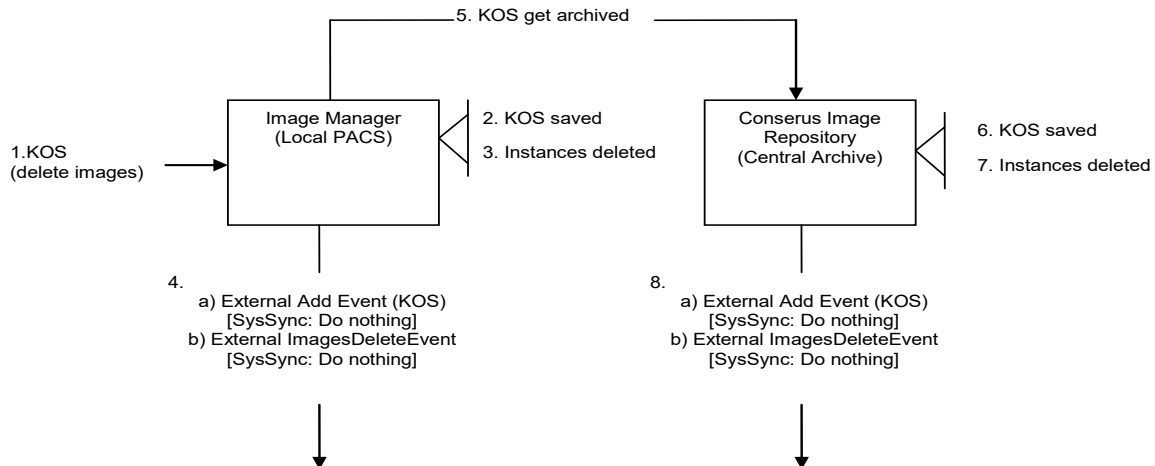 5. KOS get archived
Image Manager
(Local PACS)
2. KOS saved
3. Instances deleted
Conserus Image
Repository
(Central Archive)
6. KOS saved
7. Instances deleted
1.KOS
(delete images)
4.
a) External Add Event (KOS)
[SysSync: Do nothing]
b) External ImagesDeleteEvent
[SysSync: Do nothing]
8.
a) External Add Event (KOS)
[SysSync: Do nothing]
b) External ImagesDeleteEvent
[SysSync: Do nothing]